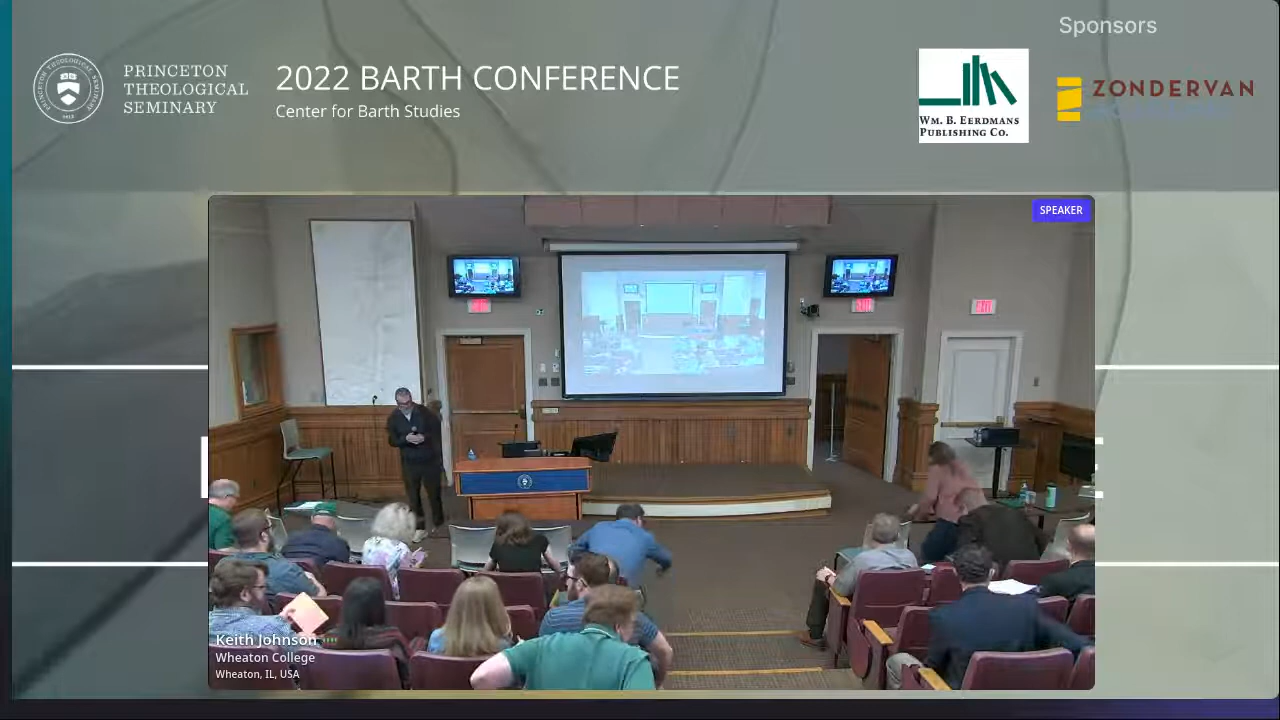 Sponsors
PRINCETON
THEOLOGICAL
SEMINARY
2022 BARTH CONFERENCE
Center for Barth Studies
WM. B. EERDMANS
PUBLISHING CO.
ZONDERVAN
SPEAKER
EXIT
EXIT
EXIT
Keith Johnson
Wheaton College
Wheaton, IL, USA